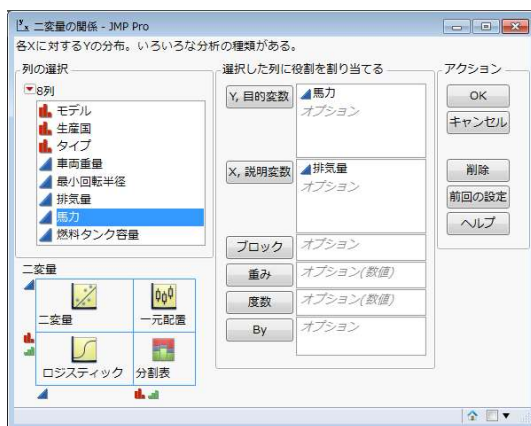 二変量の関係 - JMP Pro
各Xに対するYの分布。いろいろな分析の種類がある。
列の選択
8列
モデル
生産国
タイプ
車両重量
最小回転半径
排気量
馬力
燃料タンク容量
二変量
二変量
一元配置
ロジスティック
分割表
選択した列に役割を割り当てる
Y, 目的変数
馬力
オプション
X, 説明変数
排気量
オプション
ブロック
オプション
重み
オプション(数値)
度数
オプション(数値)
By
オプション
アクション
OK
キャンセル
削除
前回の設定
ヘルプ